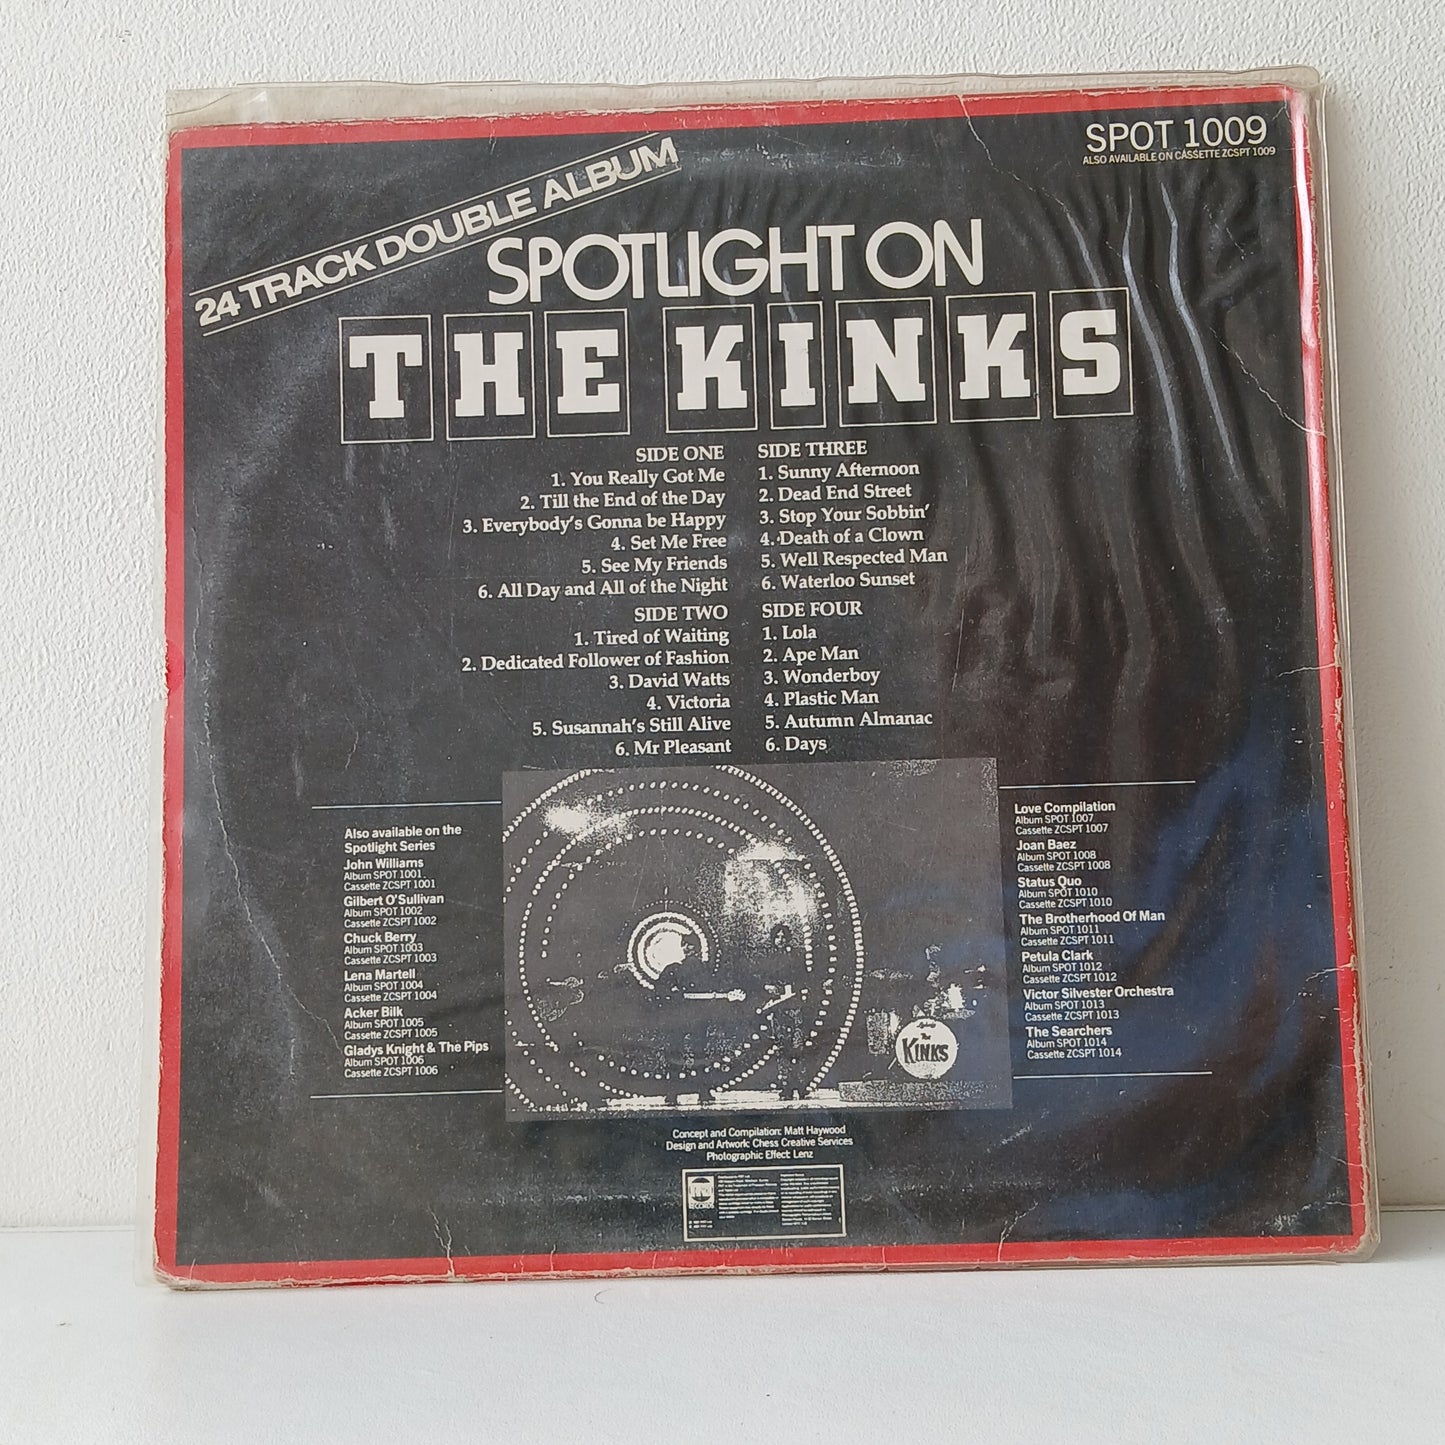 SPOT 1009
ALSO AVAILABLE ON CASSETTE ZCSPT 1009
24 TRACK DOUBLE ALBUM
SPOTLIGHT ON
THE KINKS
SIDE ONE
1. You Really Got Me
2. Till the End of the Day
3. Everybody's Gonna be Happy
4. Set Me Free
5. See My Friends
6. All Day and All of the Night
SIDE TWO
1. Tired of Waiting
2. Dedicated Follower of Fashion
3. David Watts
4. Victoria
5. Susannah's Still Alive
6. Mr Pleasant
SIDE THREE
1. Sunny Afternoon
2. Dead End Street
3. Stop Your Sobbin'
4. Death of a Clown
5. Well Respected Man
6. Waterloo Sunset
SIDE FOUR
1. Lola
2. Ape Man
3. Wonderboy
4. Plastic Man
5. Autumn Almanac
6. Days
Also available on the
Spotlight Series
John Williams
Album SPOT 1001
Cassette ZCSPT 1001
Gilbert O'Sullivan
Album SPOT 1002
Cassette ZCSPT 1002
Chuck Berry
Album SPOT 1003
Cassette ZCSPT 1003
Lena Martell
Album SPOT 1004
Cassette ZCSPT 1004
Acker Bilk
Album SPOT 1005
Cassette ZCSPT 1005
Gladys Knight & The Pips
Album SPOT 1006
Cassette ZCSPT 1006
Love Compilation
Album SPOT 1007
Cassette ZCSPT 1007
Joan Baez
Album SPOT 1008
Cassette ZCSPT 1008
Status Quo
Album SPOT 1010
Cassette ZCSPT 1010
The Brotherhood Of Man
Album SPOT 1011
Cassette ZCSPT 1011
Petula Clark
Album SPOT 1012
Cassette ZCSPT 1012
Victor Silvester Orchestra
Album SPOT 1013
Cassette ZCSPT 1013
The Searchers
Album SPOT 1014
Cassette ZCSPT 1014
The
KINKS
Concept and Compilation: Matt Haywood
Design and Artwork: Chess Creative Services
Photographic Effect: Lenz
RECORDS